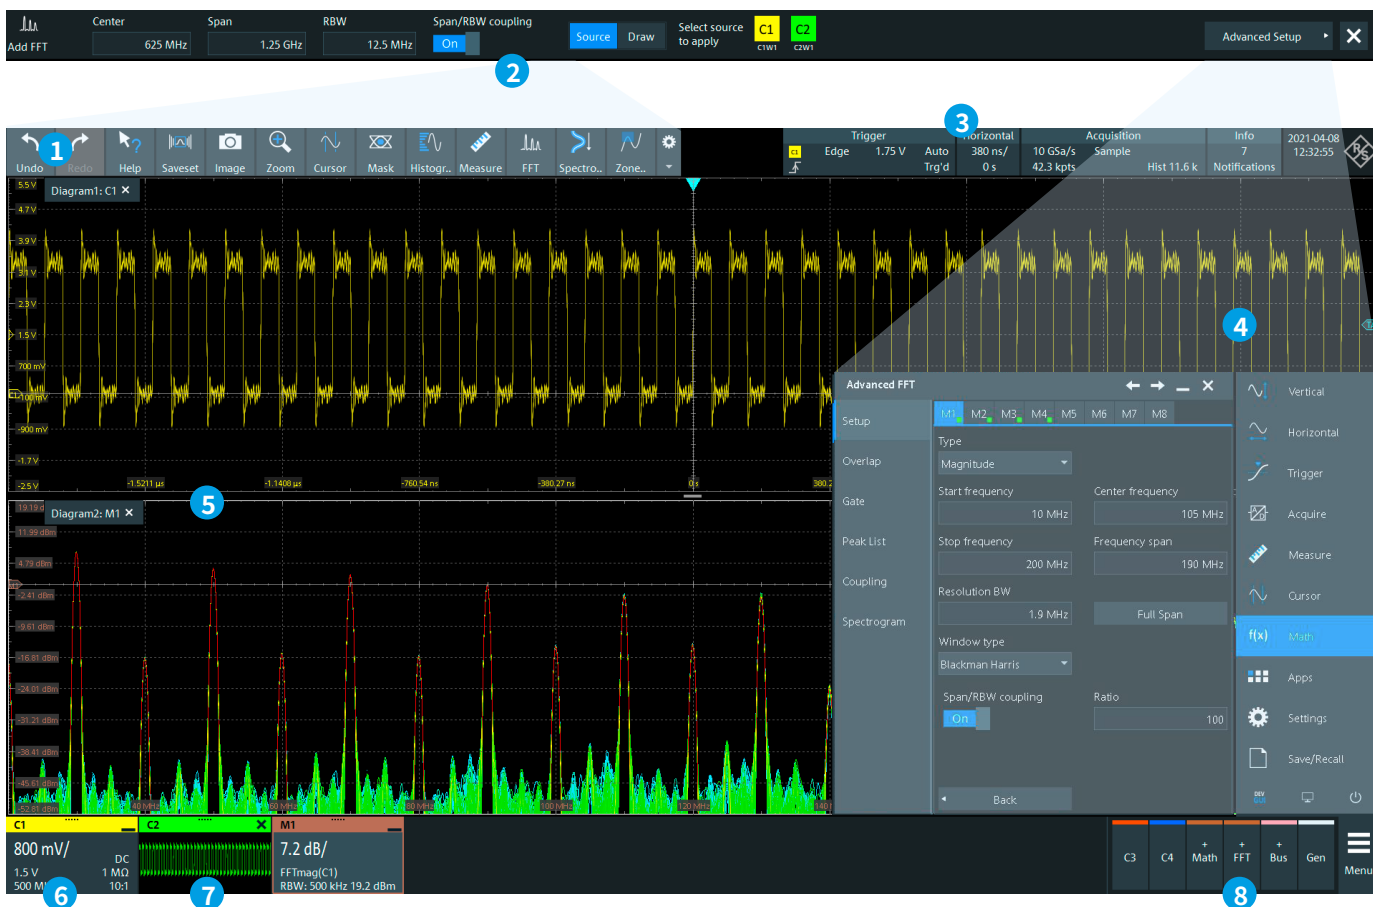 Add FFT
Center
625 MHz
Span
1.25 GHz
RBW
12.5 MHz
Span/RBW coupling
On
Source
Draw
Select source
to apply
C1
C1W1
C2
C2W1
Advanced Setup
2
1
3
Undo
Redo
Help
Saveset
Image
Zoom
Cursor
Mask
Histogr..
Measure
FFT
Spectro..
Zone..
Trigger
C1
Edge
1.75 V
Auto
Trg'd
Horizontal
380 ns/
0 s
Acquisition
10 GSa/s
Sample
42.3 kpts
Hist 11.6 k
Info
7
Notifications
2021-04-08
12:32:55
Diagram1: C1
5.5 V
4.7 V
3.9 V
3.1 V
2.3 V
1.5 V
700 mV
-100 mV
-900 mV
-1.7 V
-2.5 V
-1.5211 µs
-1.1408 µs
-760.54 ns
-380.27 ns
0 s
380.2
4
5
Diagram2: M1
19.19 d
11.99 dBm
4.79 dBm
-2.41 dBm
-9.61 dBm
-16.81 dBm
-24.01 dBm
-31.21 dBm
-38.41 dBm
-45.61 dBm
-52.81 dBm
40 MHz
60 MHz
80 MHz
100 MHz
120 MHz
140
Advanced FFT
Setup
Overlap
Gate
Peak List
Coupling
Spectrogram
M1
M2
M3
M4
M5
M6
M7
M8
Type
Magnitude
Start frequency
10 MHz
Center frequency
105 MHz
Stop frequency
200 MHz
Frequency span
190 MHz
Resolution BW
1.9 MHz
Full Span
Window type
Blackman Harris
Span/RBW coupling
On
Ratio
100
Back
Vertical
Horizontal
Trigger
Acquire
Measure
Cursor
f(x)
Math
Apps
Settings
Save/Recall
C1
800 mV/
DC
1.5 V
1 MΩ
500 M
10:1
6
C2
7
M1
7.2 dB/
FFTmag(C1)
RBW: 500 kHz 19.2 dBm
C3
C4
+
Math
+
FFT
+
Bus
Gen
Menu
8